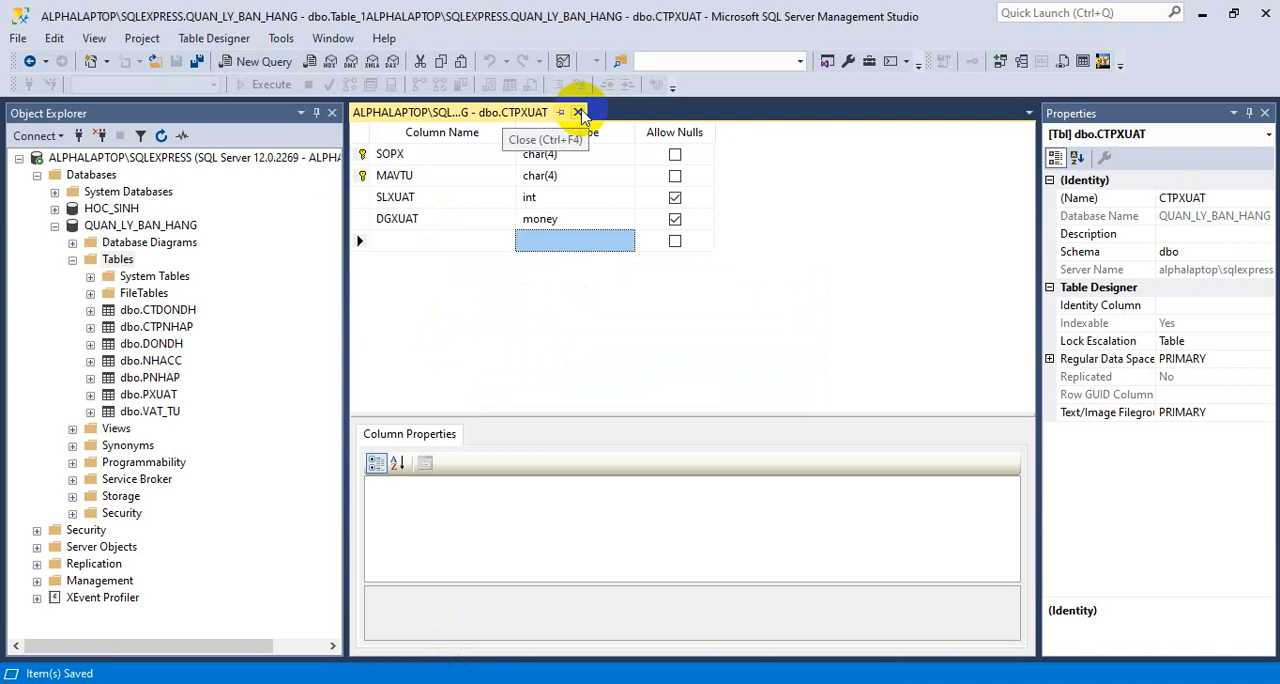 ALPHALAPTOP\SQLEXPRESS.QUAN_LY_BAN_HANG - dbo.Table_1ALPHALAPTOP\SQLEXPRESS.QUAN_LY_BAN_HANG - dbo.CTPXUAT - Microsoft SQL Server Management Studio
Quick Launch (Ctrl+Q)
File Edit View Project Table Designer Tools Window Help
New Query
MDX DMX XMLA DAX
Execute
Object Explorer
ALPHALAPTOP\SQL...G - dbo.CTPXUAT
Properties
Connect
Column Name
Allow Nulls
Close (Ctrl+F4)
[Tbl] dbo.CTPXUAT
ALPHALAPTOP\SQLEXPRESS (SQL Server 12.0.2269 - ALPHA
Databases
System Databases
HOC_SINH
QUAN_LY_BAN_HANG
Database Diagrams
Tables
System Tables
FileTables
dbo.CTDONDH
dbo.CTPNHAP
dbo.DONDH
dbo.NHACC
dbo.PNHAP
dbo.PXUAT
dbo.VAT_TU
Views
Synonyms
Programmability
Service Broker
Storage
Security
Security
Server Objects
Replication
Management
XEvent Profiler
SOPX char(4)
MAVTU char(4)
SLXUAT int
DGXUAT money
Column Properties
(Identity)
(Name) CTPXUAT
Database Name QUAN_LY_BAN_HANG
Description
Schema dbo
Server Name alphalaptop\sqlexpress
Table Designer
Identity Column
Indexable Yes
Lock Escalation Table
Regular Data Space PRIMARY
Replicated No
Row GUID Column
Text/Image Filegro PRIMARY
(Identity)
Item(s) Saved